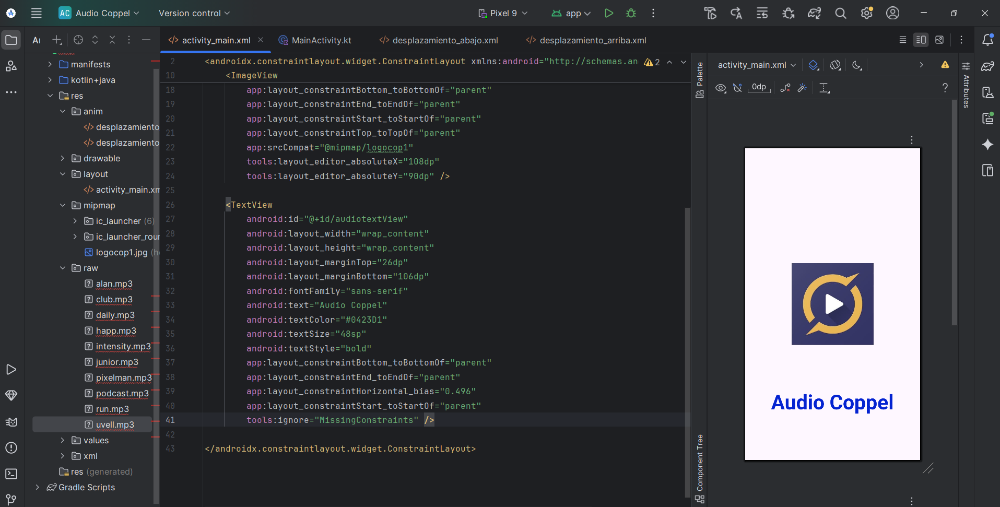 AC Audio Coppel
Version control
Pixel 9
app
activity_main.xml
MainActivity.kt
desplazamiento_abajo.xml
desplazamiento_arriba.xml
manifests
kotlin+java
res
anim
desplazamiento
desplazamiento
drawable
layout
activity_main.xm
mipmap
ic_launcher (6)
ic_launcher_rour
logocop1.jpg (h
raw
alan.mp3
club.mp3
daily.mp3
happ.mp3
intensity.mp3
junior.mp3
pixelman.mp3
podcast.mp3
run.mp3
uvell.mp3
values
xml
res (generated)
Gradle Scripts
2 <androidx.constraintlayout.widget.ConstraintLayout xmlns:android="http://schemas.an
2
10 <ImageView
18 app:layout_constraintBottom_toBottomOf="parent"
19 app:layout_constraintEnd_toEndOf="parent"
20 app:layout_constraintStart_toStartOf="parent"
21 app:layout_constraintTop_toTopOf="parent"
22 app:srcCompat="@mipmap/logocop1"
23 tools:layout_editor_absoluteX="108dp"
24 tools:layout_editor_absoluteY="90dp" />
25
26 <TextView
27 android:id="@+id/audiotextView"
28 android:layout_width="wrap_content"
29 android:layout_height="wrap_content"
30 android:layout_marginTop="26dp"
31 android:layout_marginBottom="106dp"
32 android:fontFamily="sans-serif"
33 android:text="Audio Coppel"
34 android:textColor="#0423D1"
35 android:textSize="48sp"
36 android:textStyle="bold"
37 app:layout_constraintBottom_toBottomOf="parent"
38 app:layout_constraintEnd_toEndOf="parent"
39 app:layout_constraintHorizontal_bias="0.496"
40 app:layout_constraintStart_toStartOf="parent"
41 tools:ignore="MissingConstraints" />
42
43 </androidx.constraintlayout.widget.ConstraintLayout>
Palette
Component Tree
activity_main.xml
0dp
?
Audio Coppel
Attributes